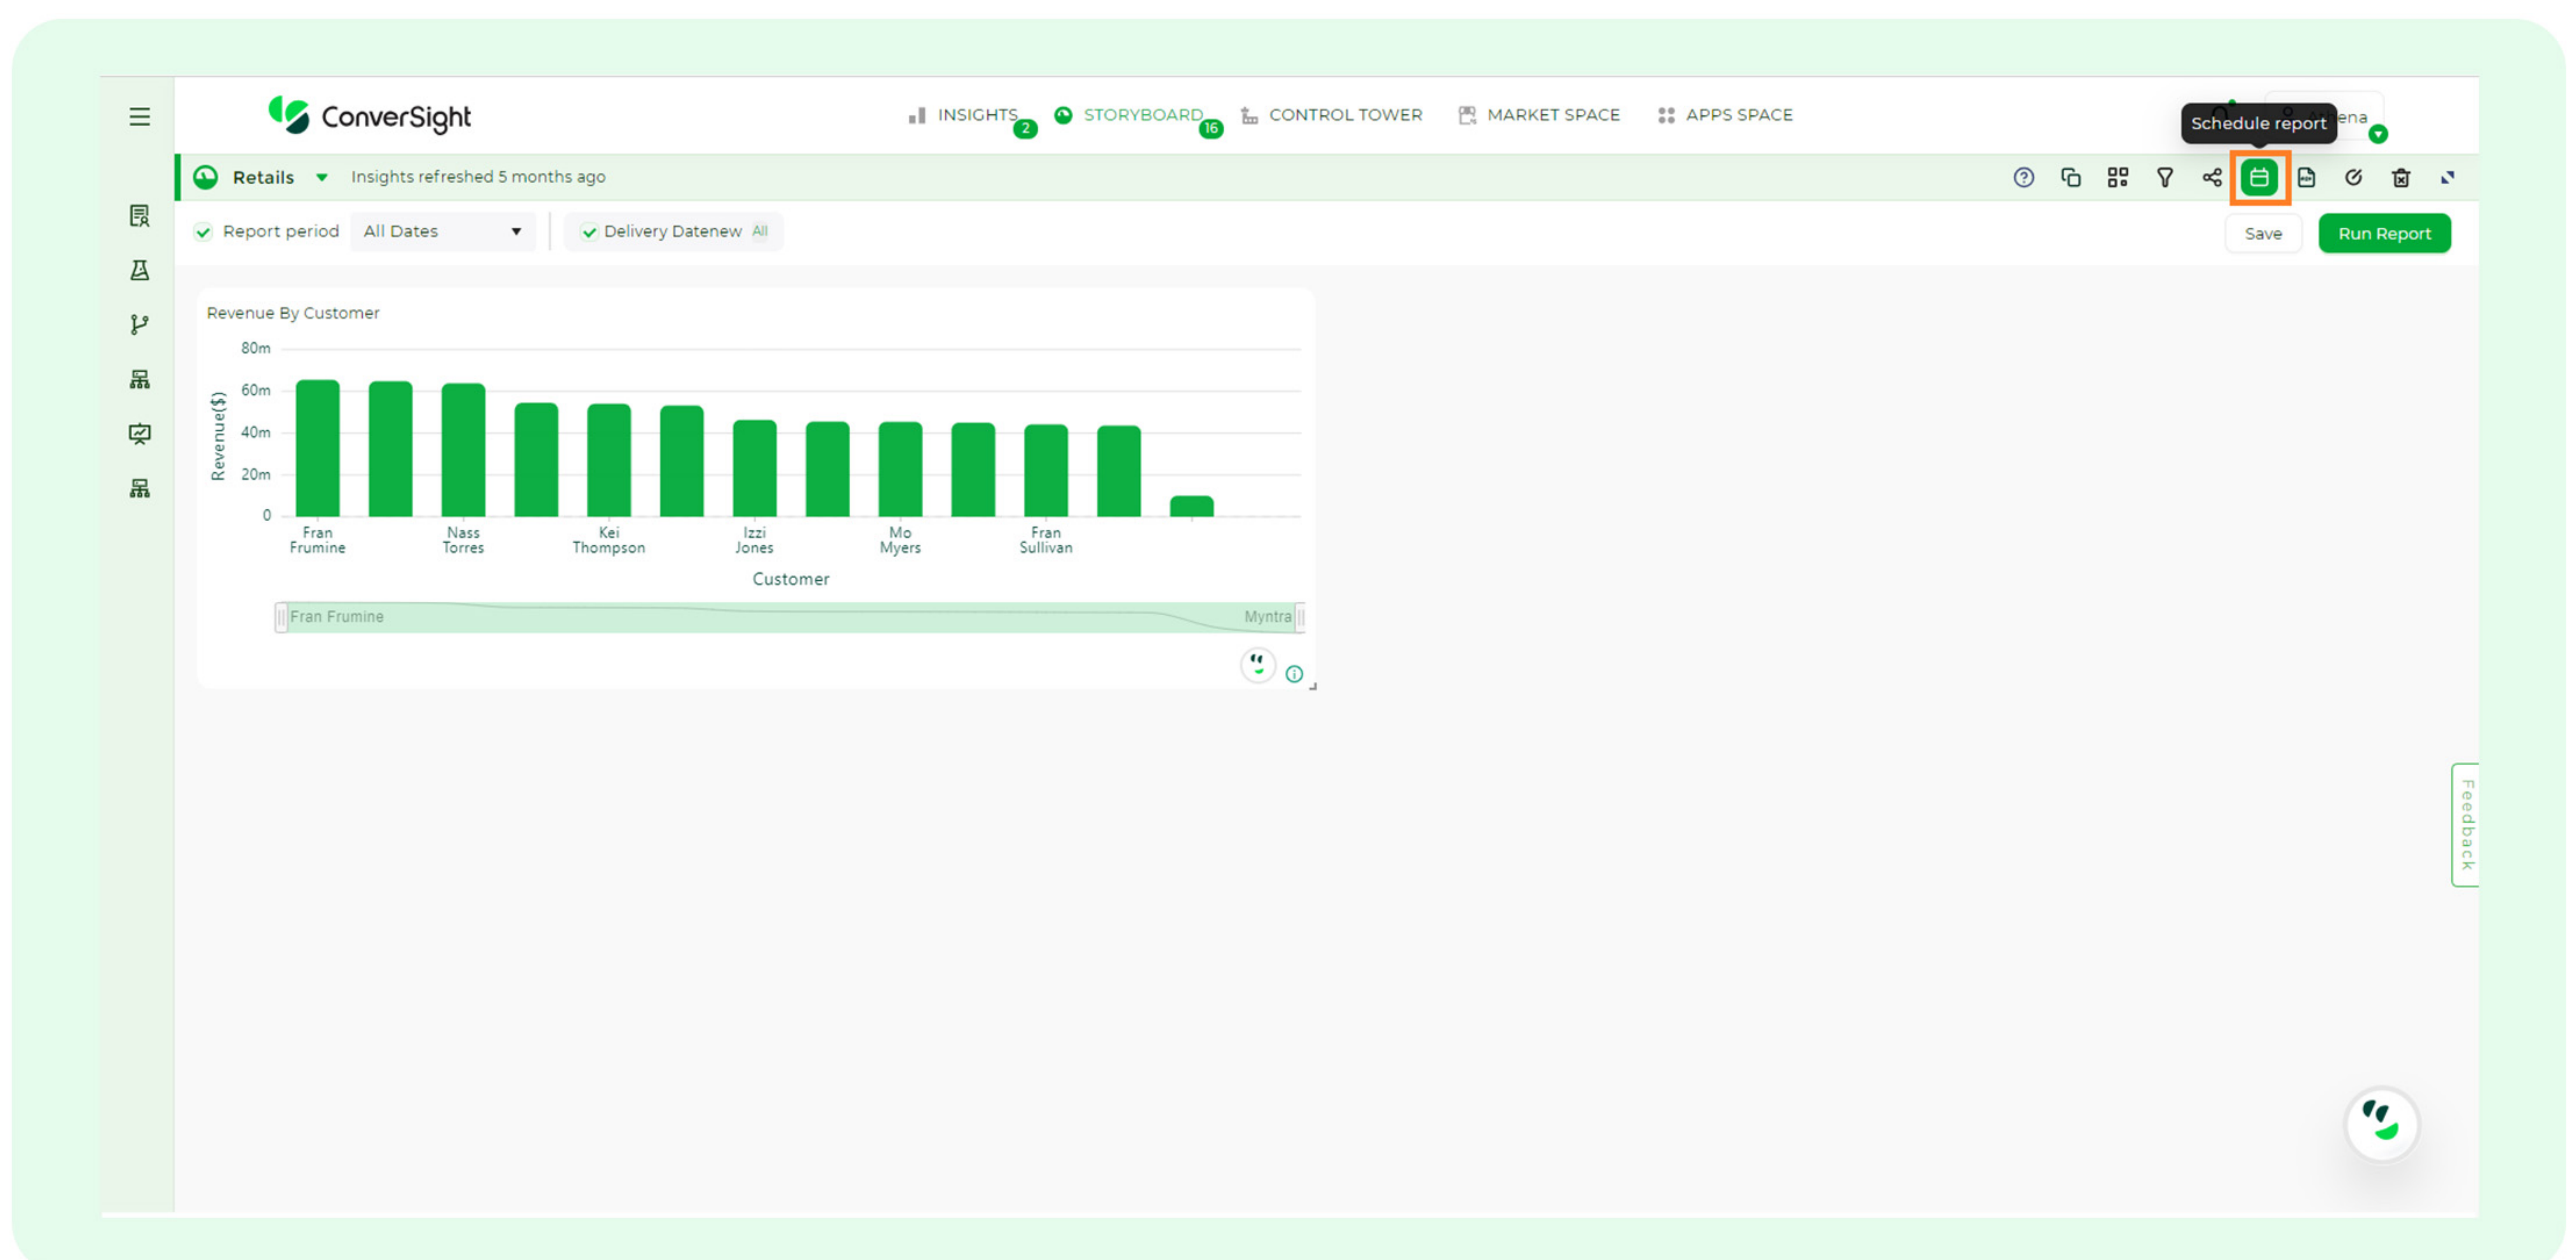 ConverSight
INSIGHTS 2
STORYBOARD 16
CONTROL TOWER
MARKET SPACE
APPS SPACE
Schedule report
ena
Retails
Insights refreshed 5 months ago
Report period
All Dates
Delivery Datenew All
Save
Run Report
Revenue By Customer
80m
60m
40m
20m
0
Revenue($)
Fran
Frumine
Nass
Torres
Kei
Thompson
Izzi
Jones
Mo
Myers
Fran
Sullivan
Customer
Fran Frumine
Myntra
Feedback